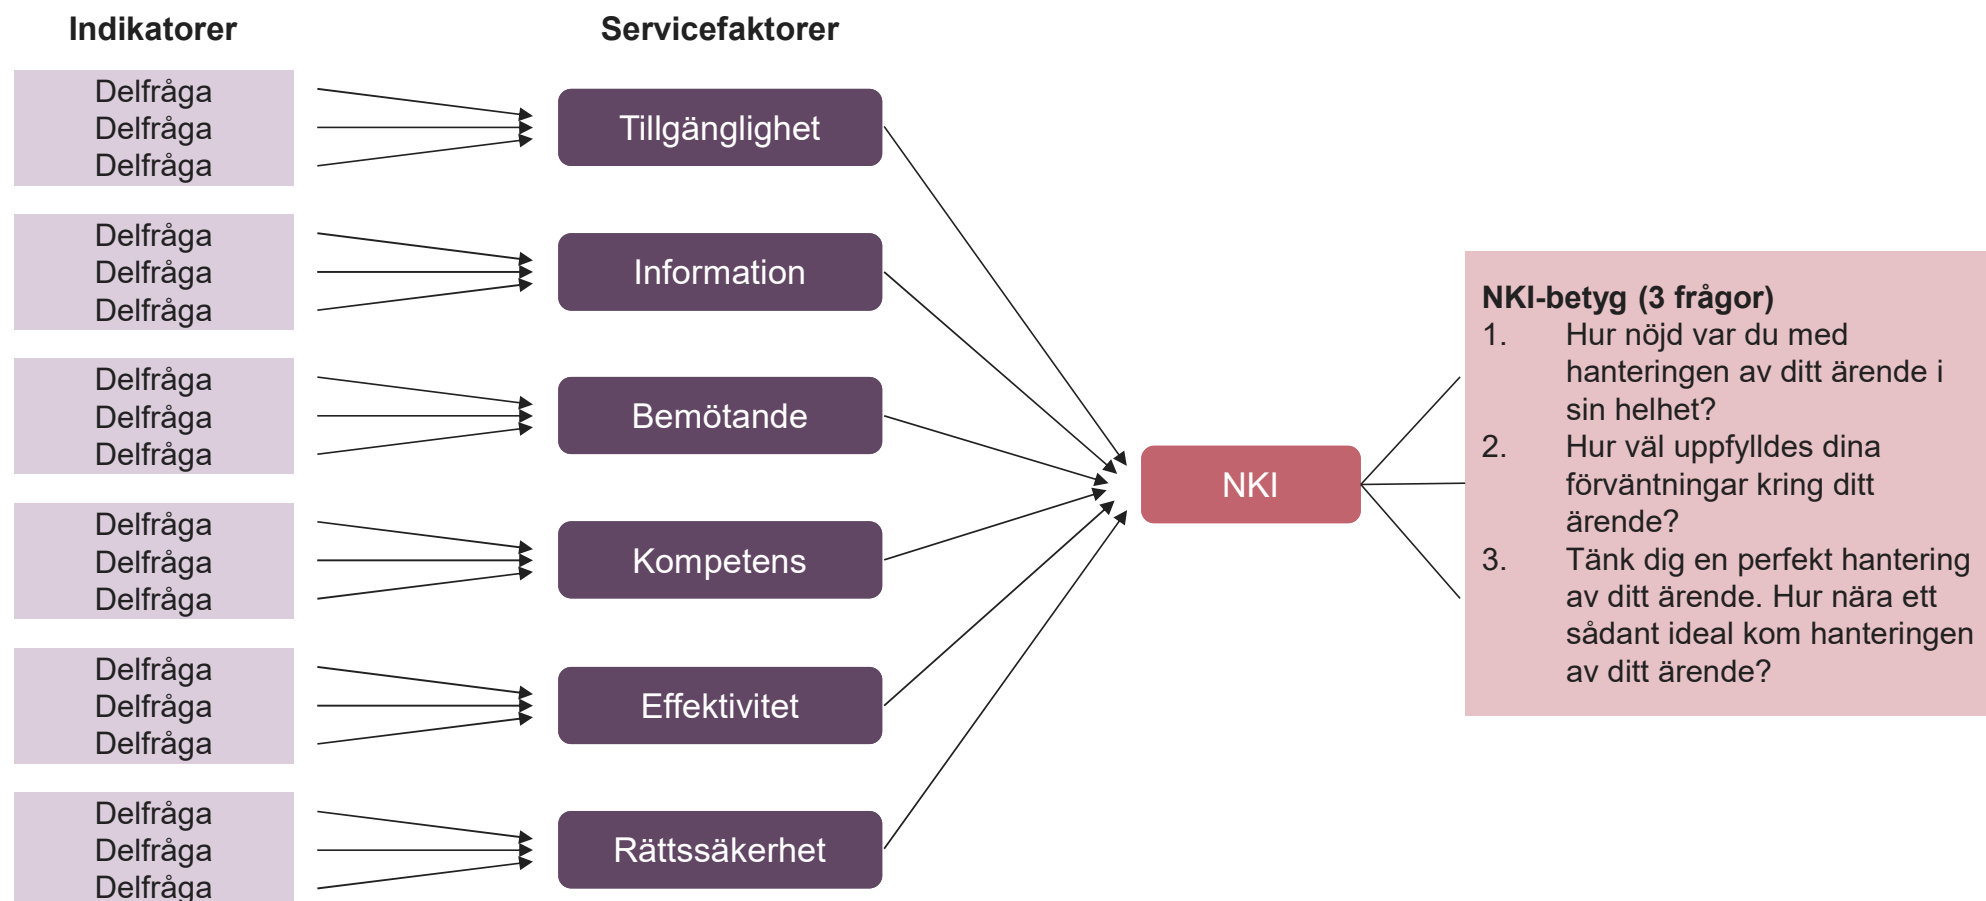 Indikatorer
Servicefaktorer
Delfråga
Delfråga
Delfråga
Tillgänglighet
Delfråga
Delfråga
Delfråga
Information
Delfråga
Delfråga
Delfråga
Bemötande
Delfråga
Delfråga
Delfråga
Kompetens
Delfråga
Delfråga
Delfråga
Effektivitet
Delfråga
Delfråga
Delfråga
Rättssäkerhet
NKI
NKI-betyg (3 frågor)
1. Hur nöjd var du med
hanteringen av ditt ärende i
sin helhet?
2. Hur väl uppfylldes dina
förväntningar kring ditt
ärende?
3. Tänk dig en perfekt hantering
av ditt ärende. Hur nära ett
sådant ideal kom hanteringen
av ditt ärende?